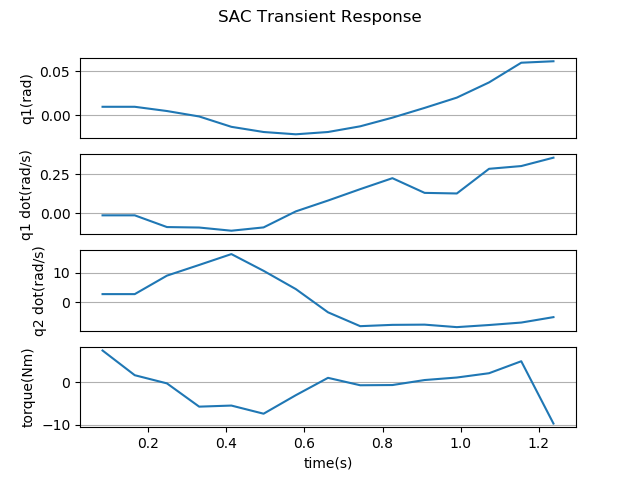 SAC Transient Response
0.05
0.00
q1(rad)
0.25
0.00
q1 dot(rad/s)
10
0
q2 dot(rad/s)
0
−10
torque(Nm)
0.2 0.4 0.6 0.8 1.0 1.2
time(s)